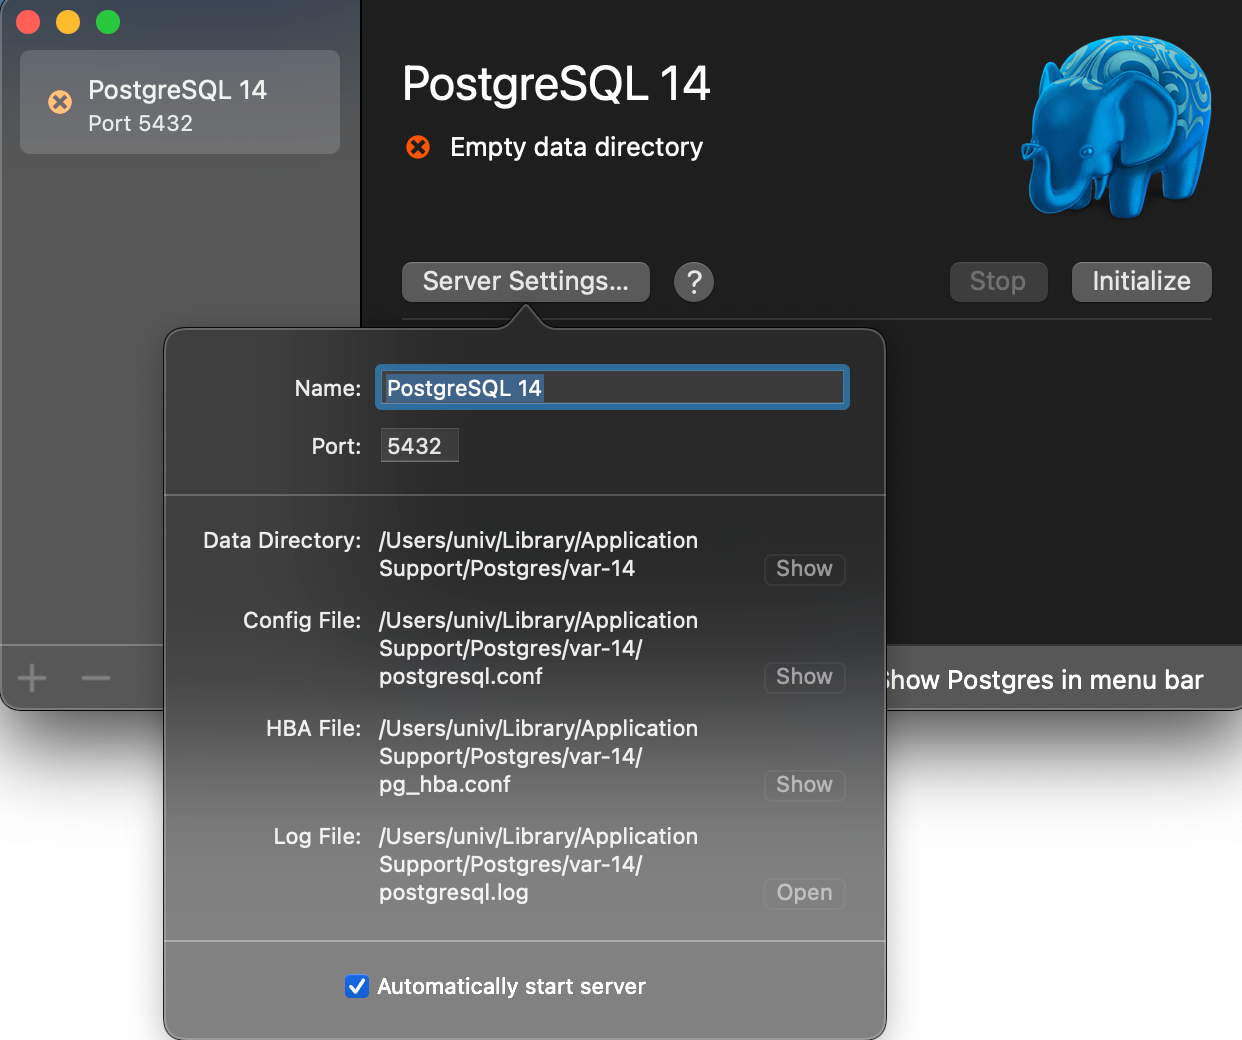 PostgreSQL 14
Port 5432
PostgreSQL 14
Empty data directory
Server Settings...
?
Stop
Initialize
Name: PostgreSQL 14
Port: 5432
Data Directory: /Users/univ/Library/Application
Support/Postgres/var-14
Show
Config File: /Users/univ/Library/Application
Support/Postgres/var-14/
postgresql.conf
Show
HBA File: /Users/univ/Library/Application
Support/Postgres/var-14/
pg_hba.conf
Show
Log File: /Users/univ/Library/Application
Support/Postgres/var-14/
postgresql.log
Open
Automatically start server
Show Postgres in menu bar